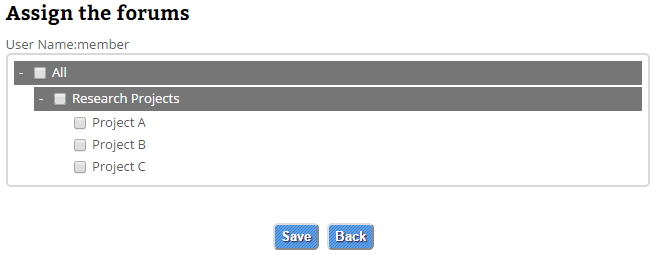 Assign the forums
User Name:member
- All
- Research Projects
Project A
Project B
Project C
Save Back